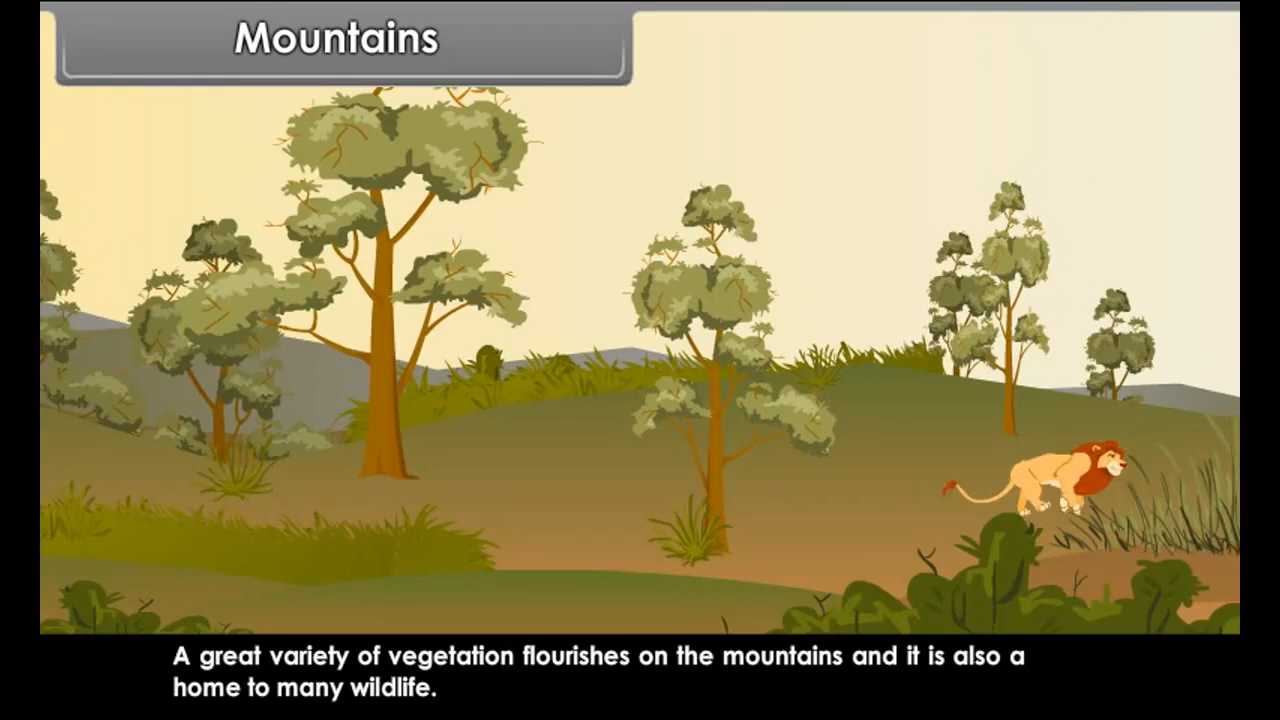 Mountains
A great variety of vegetation flourishes on the mountains and it is also a
home to many wildlife.